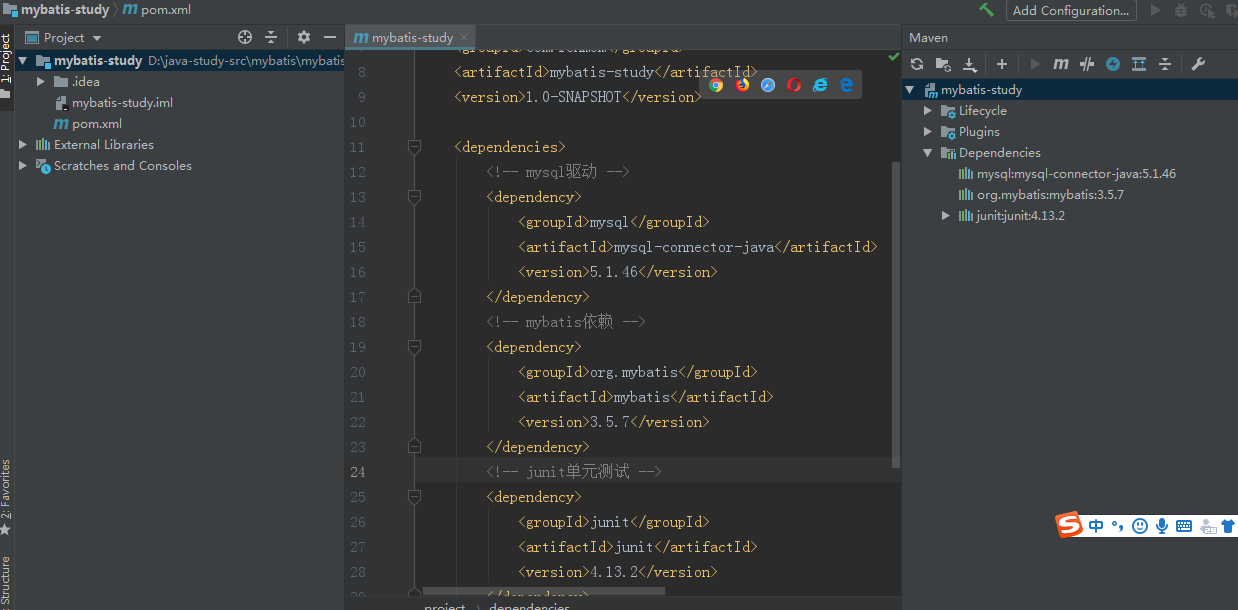 mybatis-study
pom.xml
Add Configuration...
Project
mybatis-study
Maven
1: Project
mybatis-study D:\java-study-src\mybatis\mybatis
.idea
mybatis-study.iml
pom.xml
External Libraries
Scratches and Consoles
8 <artifactId>mybatis-study</artifactId>
9 <version>1.0-SNAPSHOT</version>
10
11 <dependencies>
12 <!-- mysql驱动 -->
13 <dependency>
14 <groupId>mysql</groupId>
15 <artifactId>mysql-connector-java</artifactId>
16 <version>5.1.46</version>
17 </dependency>
18 <!-- mybatis依赖 -->
19 <dependency>
20 <groupId>org.mybatis</groupId>
21 <artifactId>mybatis</artifactId>
22 <version>3.5.7</version>
23 </dependency>
24 <!-- junit单元测试 -->
25 <dependency>
26 <groupId>junit</groupId>
27 <artifactId>junit</artifactId>
28 <version>4.13.2</version>
29 </dependency>
project
dependencies
mybatis-study
Lifecycle
Plugins
Dependencies
mysql:mysql-connector-java:5.1.46
org.mybatis:mybatis:3.5.7
junit:junit:4.13.2
2: Favorites
Structure
S 中